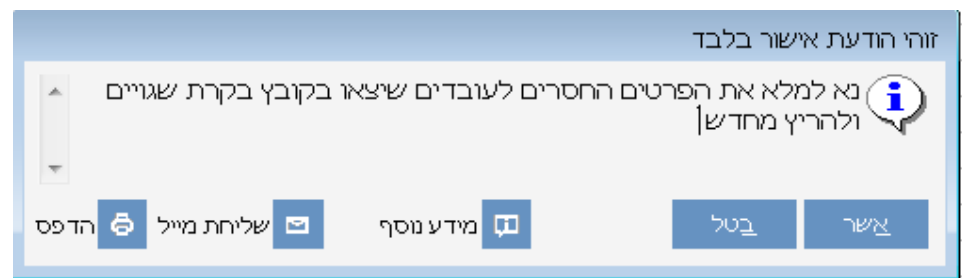 זוהי הודעת אישור בלבד
נא למלא את הפרטים החסרים לעובדים שיצאו בקובץ בקרת שגויים
ולהריץ מחדש
אשר
בטל
מידע נוסף
שליחת מייל
הדפס